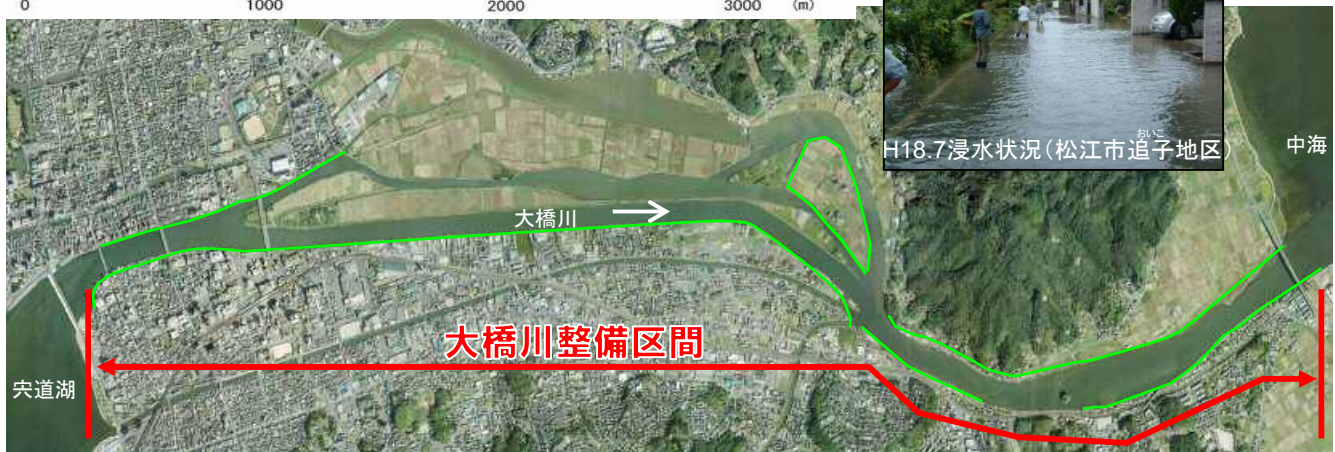 0 1000 2000 3000 (m)
おいこ
H18.7浸水状況(松江市追子地区)
中海
大橋川
大橋川整備区間
宍道湖